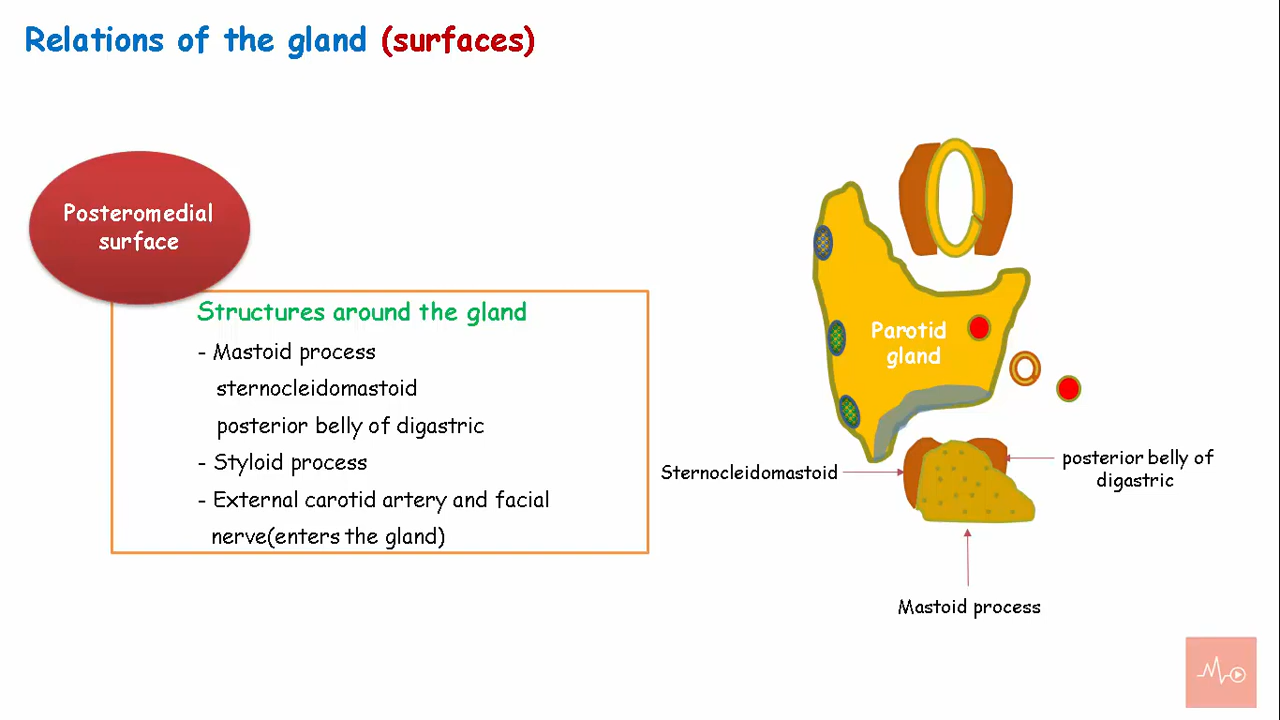 Relations of the gland (surfaces)
Posteromedial
surface
Structures around the gland
- Mastoid process
sternocleidomastoid
posterior belly of digastric
- Styloid process
- External carotid artery and facial
nerve(enters the gland)
Parotid
gland
Sternocleidomastoid
posterior belly of
digastric
Mastoid process